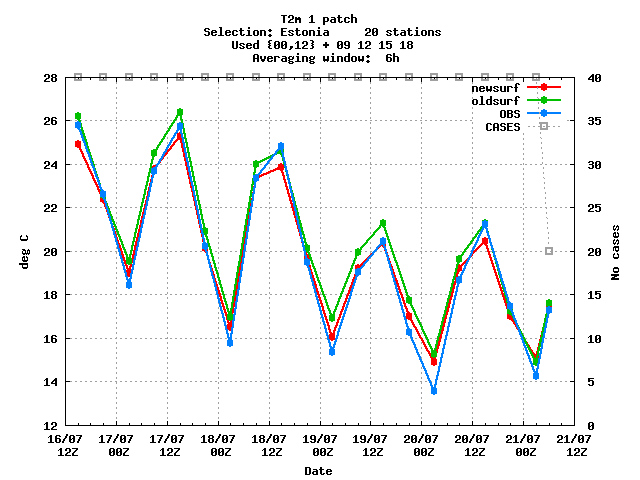 T2m 1 patch
Selection: Estonia     20 stations
Used {00,12} + 09 12 15 18
Averaging window:  6h
28 40
newsurf
oldsurf
OBS
CASES
26 35
24 30
22 25
deg C
20 20
No cases
18 15
16 10
14 5
12 0
16/07 17/07 17/07 18/07 18/07 19/07 19/07 20/07 20/07 21/07 21/07
12Z 00Z 12Z 00Z 12Z 00Z 12Z 00Z 12Z 00Z 12Z
Date